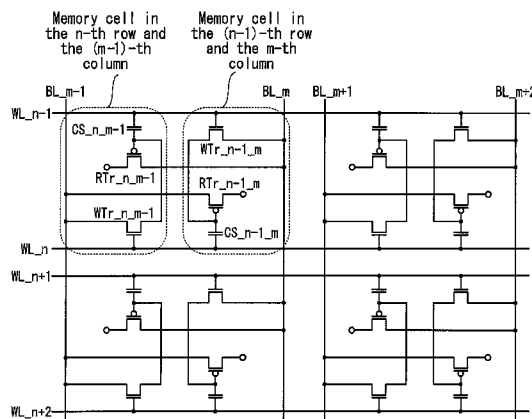 Memory cell in
the n-th row and
the (m-1)-th
column
Memory cell in
the (n-1)-th row
and the m-th
column
BL_m-1
BL_m
BL_m+1
BL_m+2
WL_n-1
CS_n_m-1
WTr_n-1_m
RTr_n_m-1
RTr_n-1_m
WTr_n_m-1
CS_n-1_m
WL_n
WL_n+1
WL_n+2